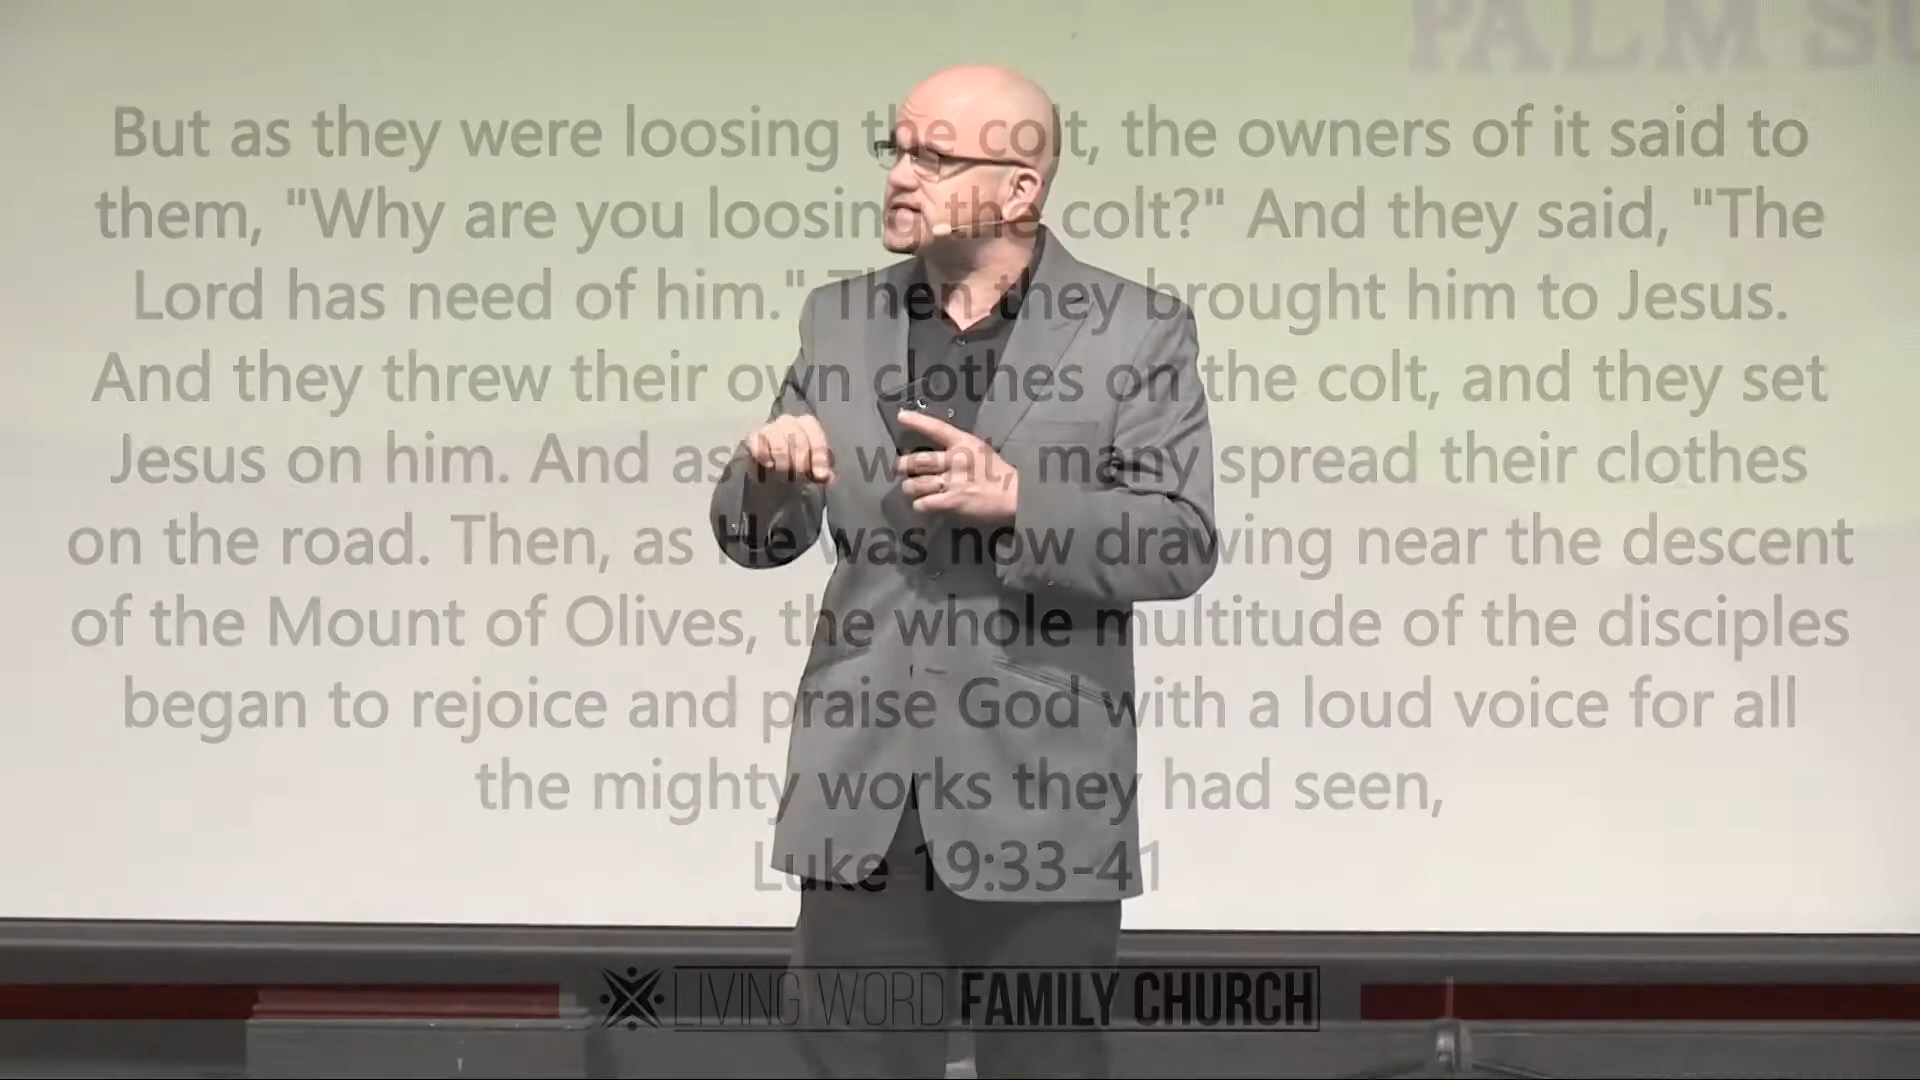 PALM
But as they were loosing the colt, the owners of it said to
them, "Why are you loosing the colt?" And they said, "The
Lord has need of him." Then they brought him to Jesus.
And they threw their own clothes on the colt, and they set
Jesus on him. And as He went, many spread their clothes
on the road. Then, as He was now drawing near the descent
of the Mount of Olives, the whole multitude of the disciples
began to rejoice and praise God with a loud voice for all
the mighty works they had seen,
Luke 19:33-41
LIVING WORD FAMILY CHURCH